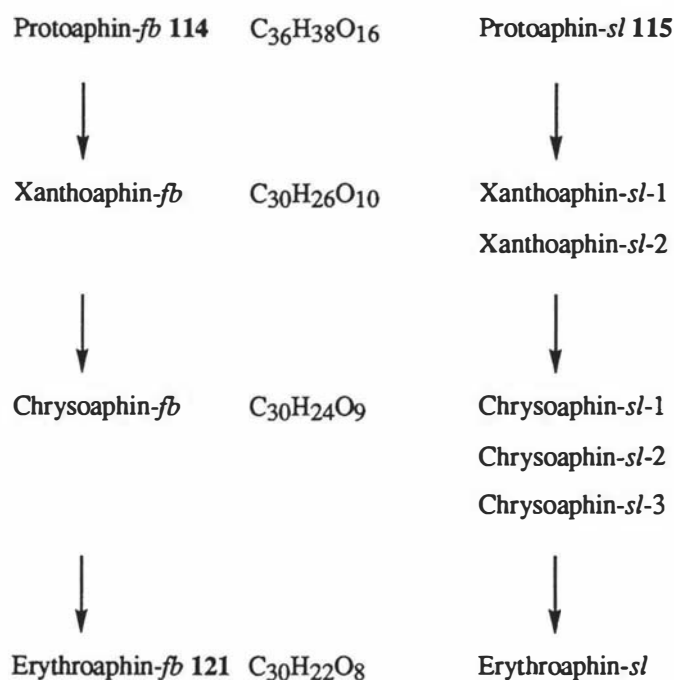 Protoaphin-fb 114 C36H38O16 Protoaphin-sl 115
Xanthoaphin-fb C30H26O10 Xanthoaphin-sl-1
Xanthoaphin-sl-2
Chrysoaphin-fb C30H24O9 Chrysoaphin-sl-1
Chrysoaphin-sl-2
Chrysoaphin-sl-3
Erythroaphin-fb 121 C30H22O8 Erythroaphin-sl